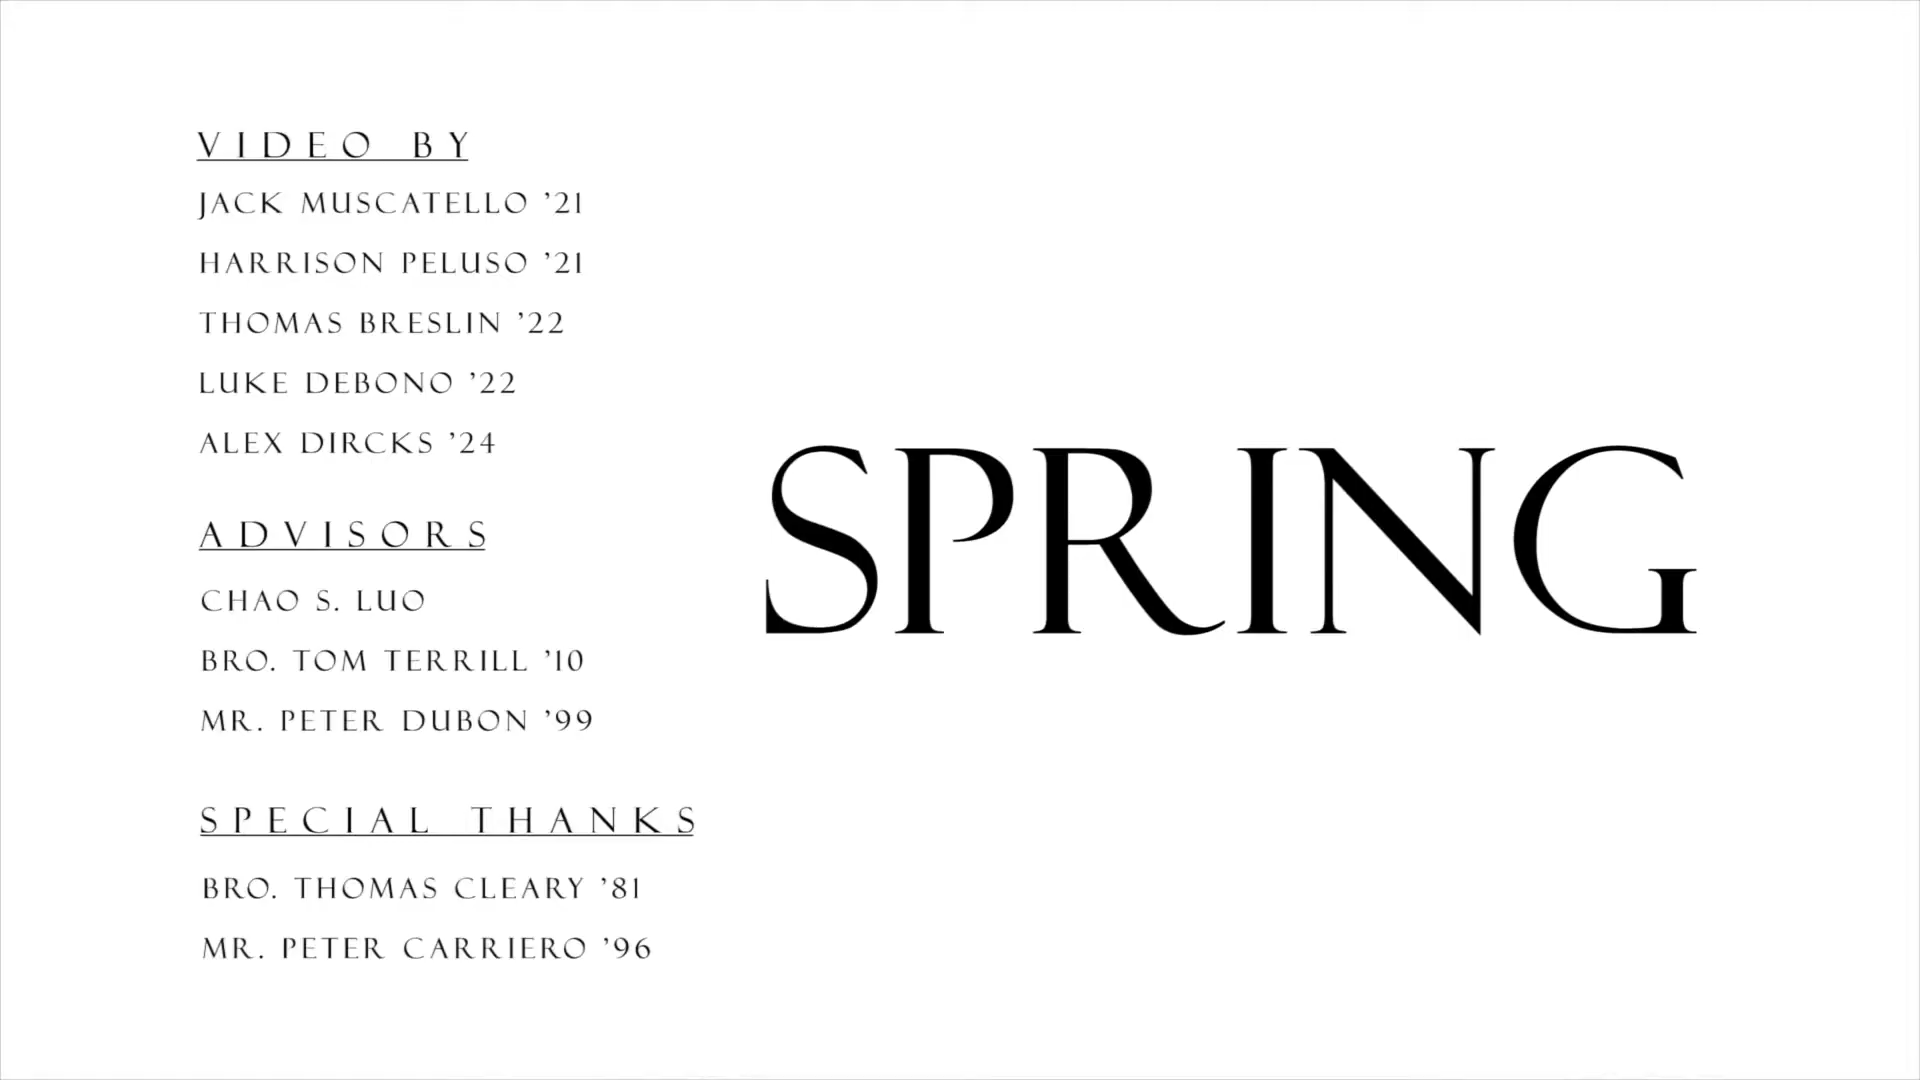 VIDEO BY
JACK MUSCATELLO ’21
HARRISON PELUSO ’21
THOMAS BRESLIN ’22
LUKE DEBONO ’22
ALEX DIRCKS ’24
ADVISORS
CHAO S. LUO
BRO. TOM TERRILL ’10
MR. PETER DUBON ’99
SPECIAL THANKS
BRO. THOMAS CLEARY ’81
MR. PETER CARRIERO ’96
SPRING